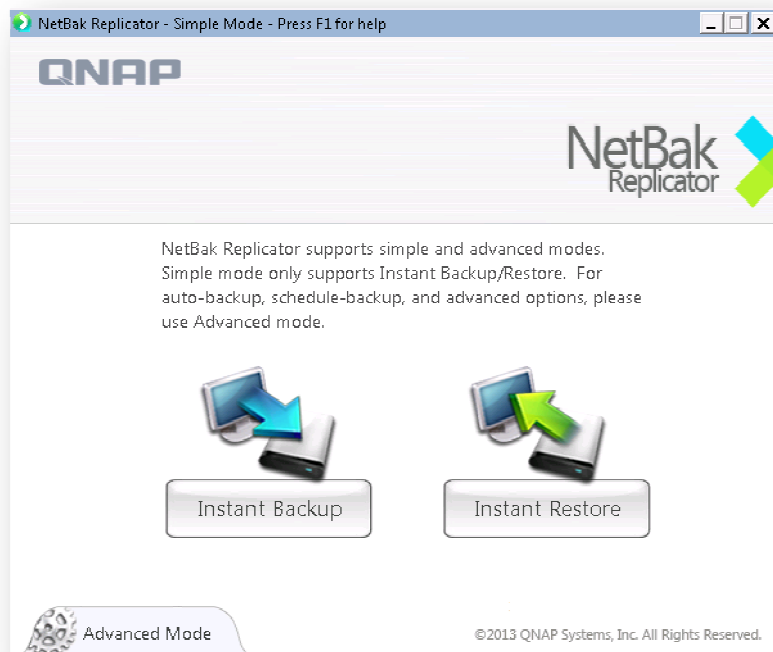 NetBak Replicator - Simple Mode - Press F1 for help
QNAP
NetBak
Replicator
NetBak Replicator supports simple and advanced modes.
Simple mode only supports Instant Backup/Restore.  For
auto-backup, schedule-backup, and advanced options, please
use Advanced mode.
Instant Backup
Instant Restore
Advanced Mode
©2013 QNAP Systems, Inc. All Rights Reserved.